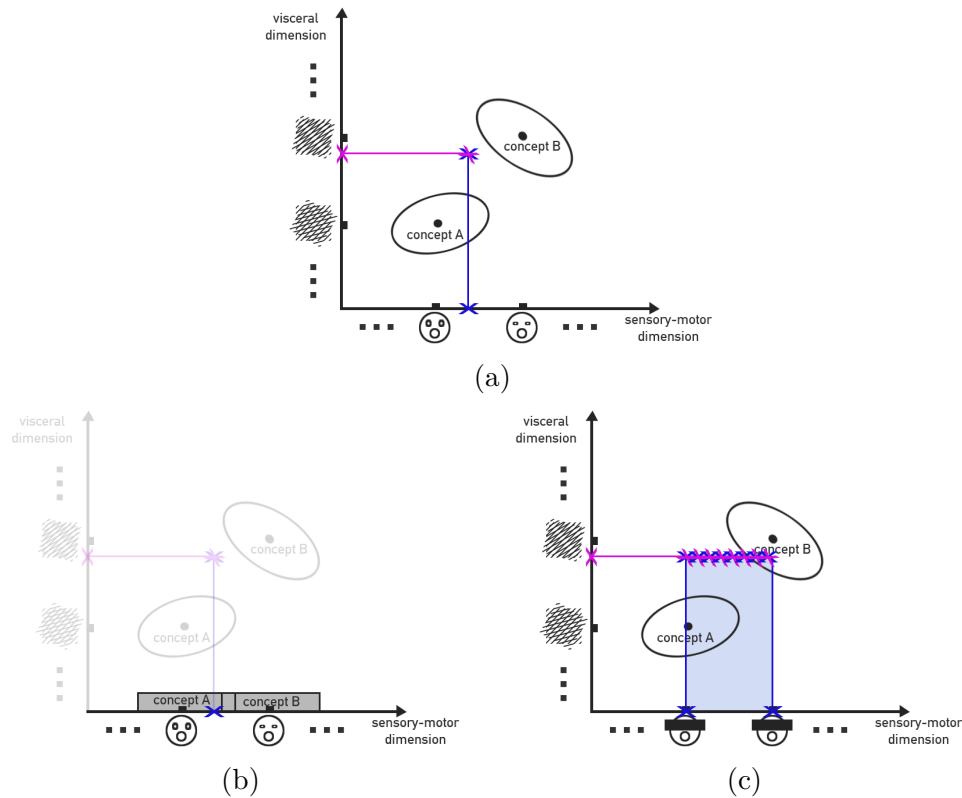 visceral
dimension
concept B
concept A
sensory-motor
dimension
(a)
visceral
dimension
concept B
concept A
concept A
concept B
sensory-motor
dimension
(b)
visceral
dimension
concept B
concept A
sensory-motor
dimension
(c)